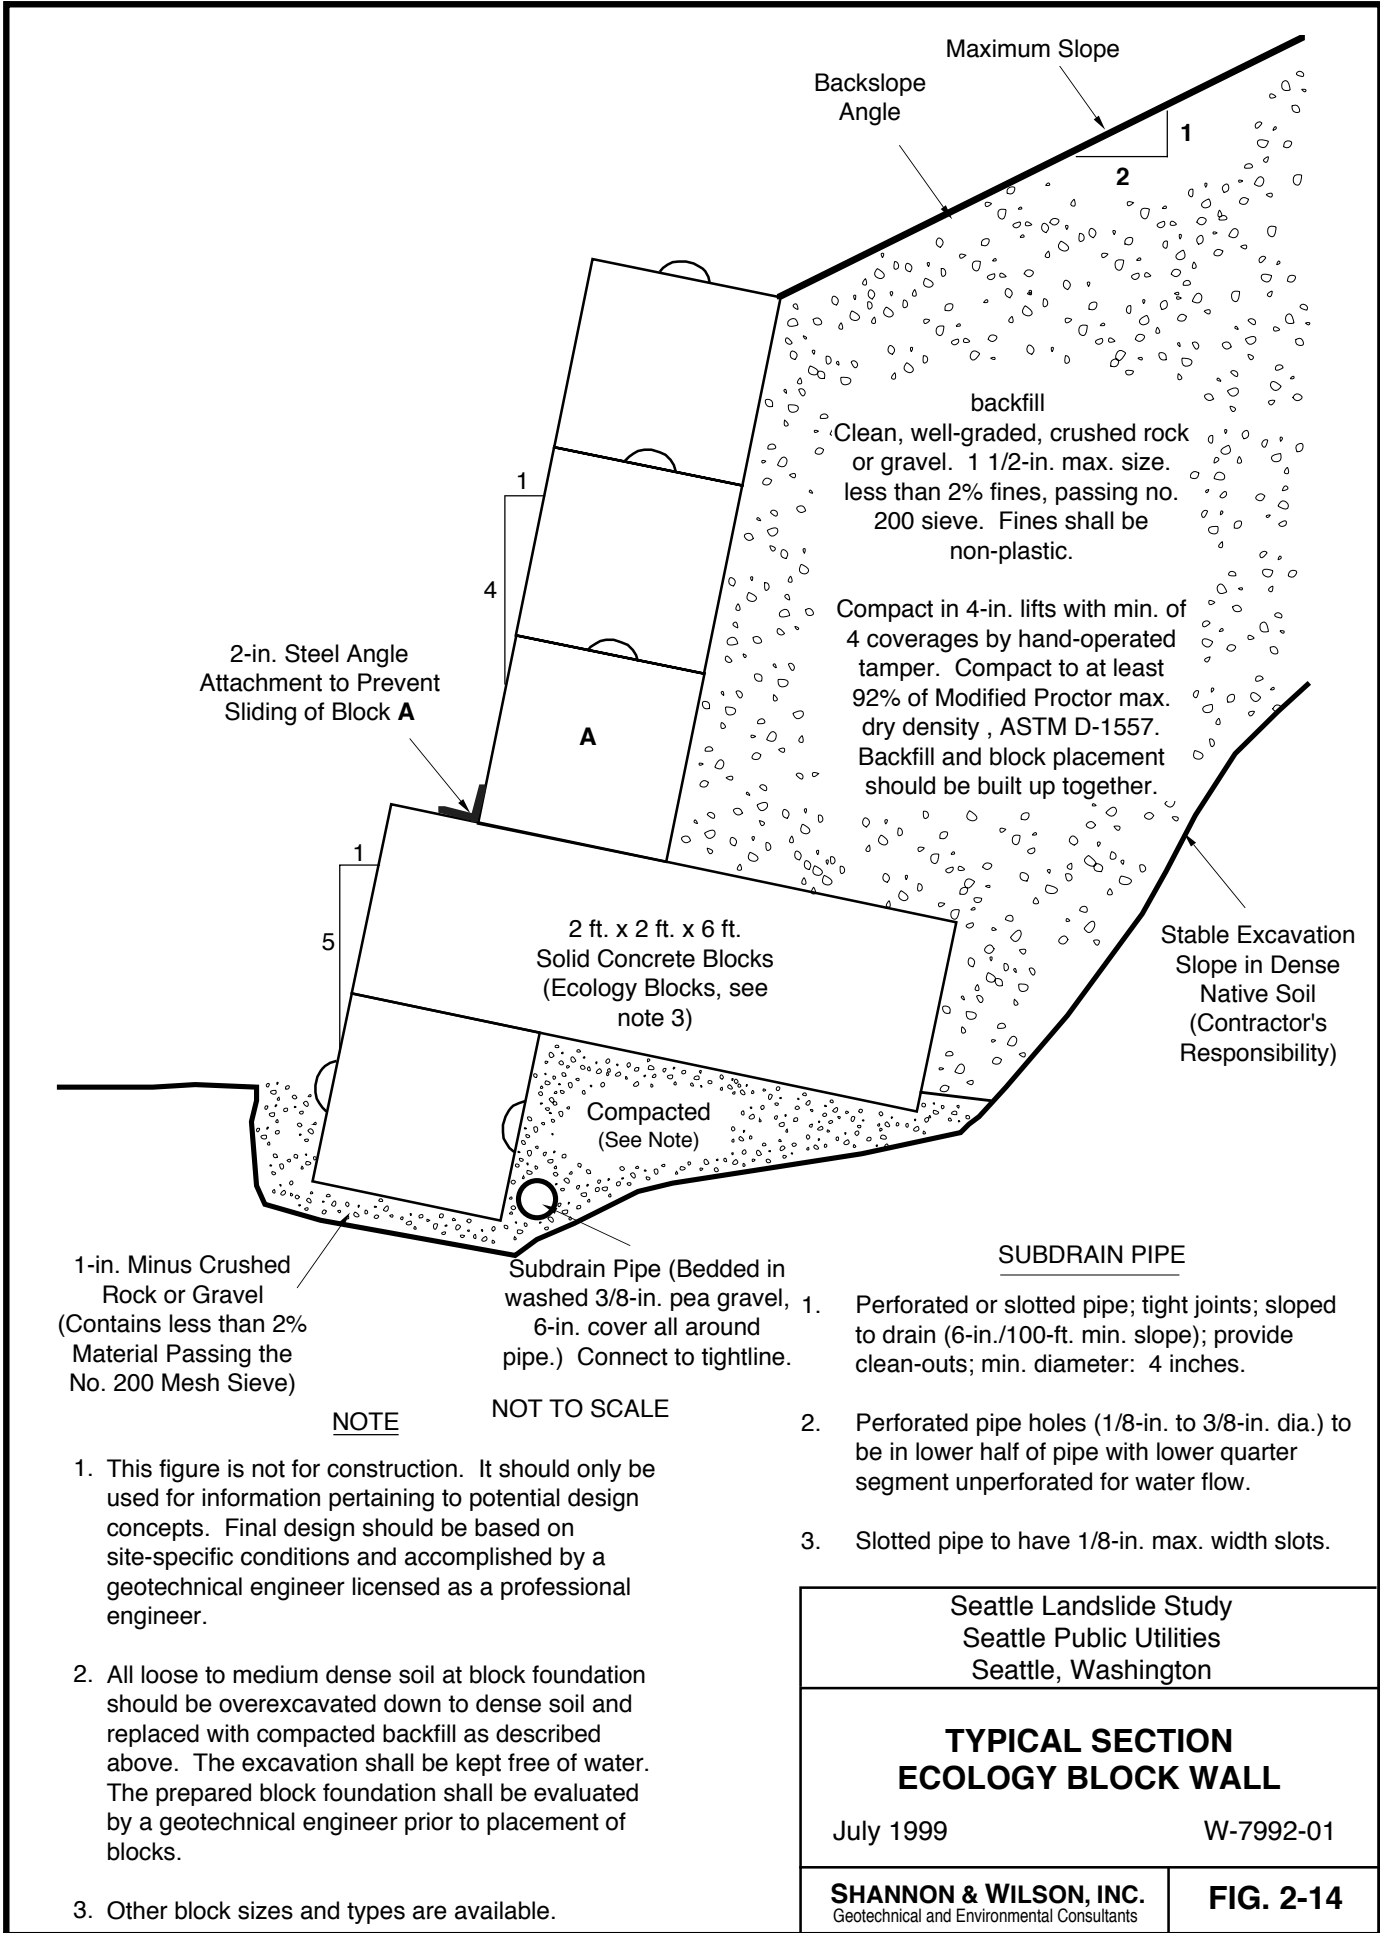 Maximum Slope
Backslope
Angle
1
2
backfill
Clean, well-graded, crushed rock
or gravel. 1 1/2-in. max. size.
less than 2% fines, passing no.
200 sieve. Fines shall be
non-plastic.
Compact in 4-in. lifts with min. of
4 coverages by hand-operated
tamper. Compact to at least
92% of Modified Proctor max.
dry density , ASTM D-1557.
Backfill and block placement
should be built up together.
1
4
2-in. Steel Angle
Attachment to Prevent
Sliding of Block A
A
1
5
2 ft. x 2 ft. x 6 ft.
Solid Concrete Blocks
(Ecology Blocks, see
note 3)
Stable Excavation
Slope in Dense
Native Soil
(Contractor's
Responsibility)
Compacted
(See Note)
1-in. Minus Crushed
Rock or Gravel
(Contains less than 2%
Material Passing the
No. 200 Mesh Sieve)
Subdrain Pipe (Bedded in
washed 3/8-in. pea gravel,
6-in. cover all around
pipe.) Connect to tightline.
NOT TO SCALE
SUBDRAIN PIPE
1. Perforated or slotted pipe; tight joints; sloped
to drain (6-in./100-ft. min. slope); provide
clean-outs; min. diameter: 4 inches.
2. Perforated pipe holes (1/8-in. to 3/8-in. dia.) to
be in lower half of pipe with lower quarter
segment unperforated for water flow.
3. Slotted pipe to have 1/8-in. max. width slots.
NOTE
1. This figure is not for construction. It should only be
used for information pertaining to potential design
concepts. Final design should be based on
site-specific conditions and accomplished by a
geotechnical engineer licensed as a professional
engineer.
2. All loose to medium dense soil at block foundation
should be overexcavated down to dense soil and
replaced with compacted backfill as described
above. The excavation shall be kept free of water.
The prepared block foundation shall be evaluated
by a geotechnical engineer prior to placement of
blocks.
3. Other block sizes and types are available.
Seattle Landslide Study
Seattle Public Utilities
Seattle, Washington
TYPICAL SECTION
ECOLOGY BLOCK WALL
July 1999 W-7992-01
SHANNON & WILSON, INC.
Geotechnical and Environmental Consultants
FIG. 2-14